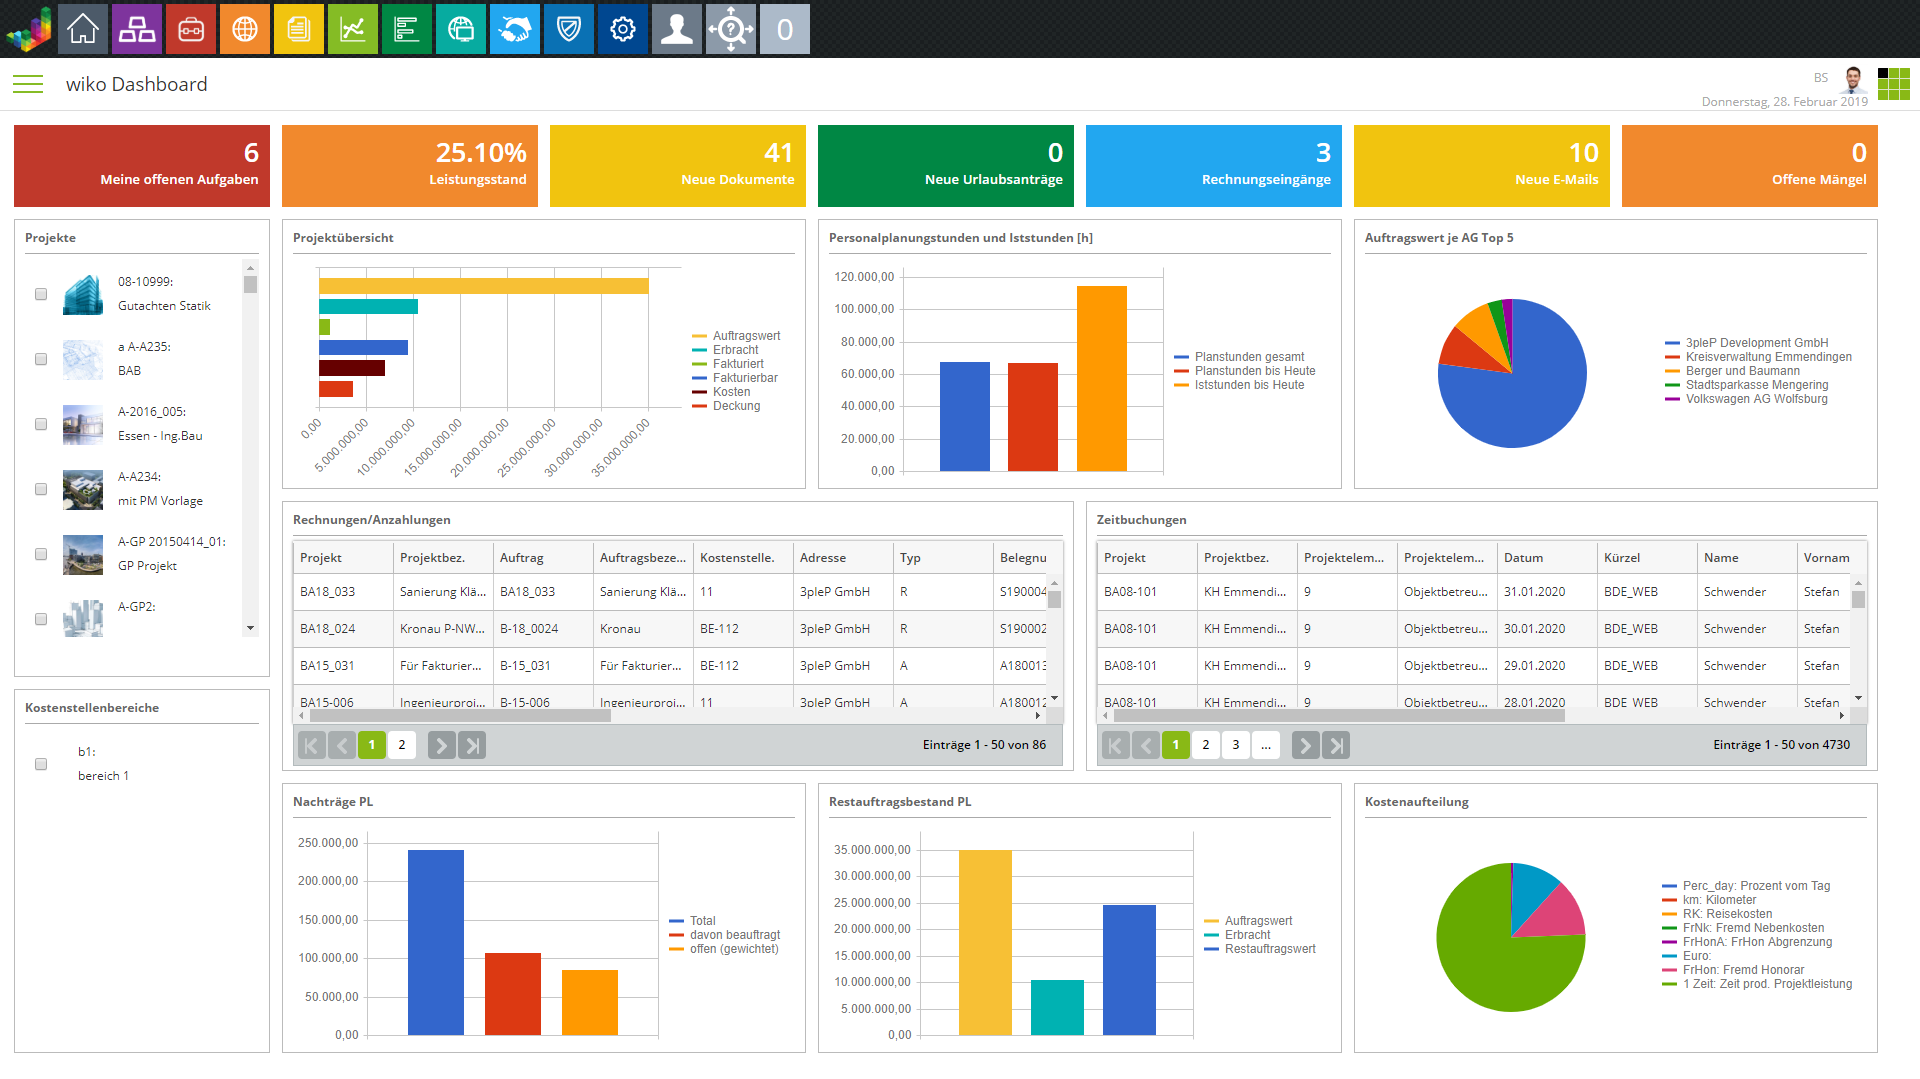 0
wiko Dashboard
BS
Donnerstag, 28. Februar 2019
6
Meine offenen Aufgaben
25.10%
Leistungsstand
41
Neue Dokumente
0
Neue Urlaubsanträge
3
Rechnungseingänge
10
Neue E-Mails
0
Offene Mängel
Projekte
08-10999:
Gutachten Statik
a A-A235:
BAB
A-2016_005:
Essen - Ing.Bau
A-A234:
mit PM Vorlage
A-GP 20150414_01:
GP Projekt
A-GP2:
Kostenstellenbereiche
b1:
bereich 1
Projektübersicht
Auftragswert
Erbracht
Fakturiert
Fakturierbar
Kosten
Deckung
0,00
5.000.000,00
10.000.000,00
15.000.000,00
20.000.000,00
25.000.000,00
30.000.000,00
35.000.000,00
Personalplanungstunden und Iststunden [h]
120.000,00
100.000,00
80.000,00
60.000,00
40.000,00
20.000,00
0,00
Planstunden gesamt
Planstunden bis Heute
Iststunden bis Heute
Auftragswert je AG Top 5
3pleP Development GmbH
Kreisverwaltung Emmendingen
Berger und Baumann
Stadtsparkasse Mengering
Volkswagen AG Wolfsburg
Rechnungen/Anzahlungen
Projekt Projektbez. Auftrag Auftragsbeze... Kostenstelle. Adresse Typ Belegnu
BA18_033 Sanierung Klä... BA18_033 Sanierung Klä... 11 3pleP GmbH R S190004
BA18_024 Kronau P-NW... B-18_0024 Kronau BE-112 3pleP GmbH R S190002
BA15_031 Für Fakturier... B-15_031 Für Fakturier... BE-112 3pleP GmbH A A180013
BA15-006 Ingenieurproj... B-15-006 Ingenieurproj... 11 3pleP GmbH A A180012
1 2
Einträge 1 - 50 von 86
Zeitbuchungen
Projekt Projektbez. Projektelem... Projektelem... Datum Kürzel Name Vornam
BA08-101 KH Emmendi... 9 Objektbetreu... 31.01.2020 BDE_WEB Schwender Stefan
BA08-101 KH Emmendi... 9 Objektbetreu... 30.01.2020 BDE_WEB Schwender Stefan
BA08-101 KH Emmendi... 9 Objektbetreu... 29.01.2020 BDE_WEB Schwender Stefan
BA08-101 KH Emmendi... 9 Objektbetreu... 28.01.2020 BDE_WEB Schwender Stefan
1 2 3 ...
Einträge 1 - 50 von 4730
Nachträge PL
250.000,00
200.000,00
150.000,00
100.000,00
50.000,00
0,00
Total
davon beauftragt
offen (gewichtet)
Restauftragsbestand PL
35.000.000,00
30.000.000,00
25.000.000,00
20.000.000,00
15.000.000,00
10.000.000,00
5.000.000,00
0,00
Auftragswert
Erbracht
Restauftragswert
Kostenaufteilung
Perc_day: Prozent vom Tag
km: Kilometer
RK: Reisekosten
FrNk: Fremd Nebenkosten
FrHonA: FrHon Abgrenzung
Euro:
FrHon: Fremd Honorar
1 Zeit: Zeit prod. Projektleistung